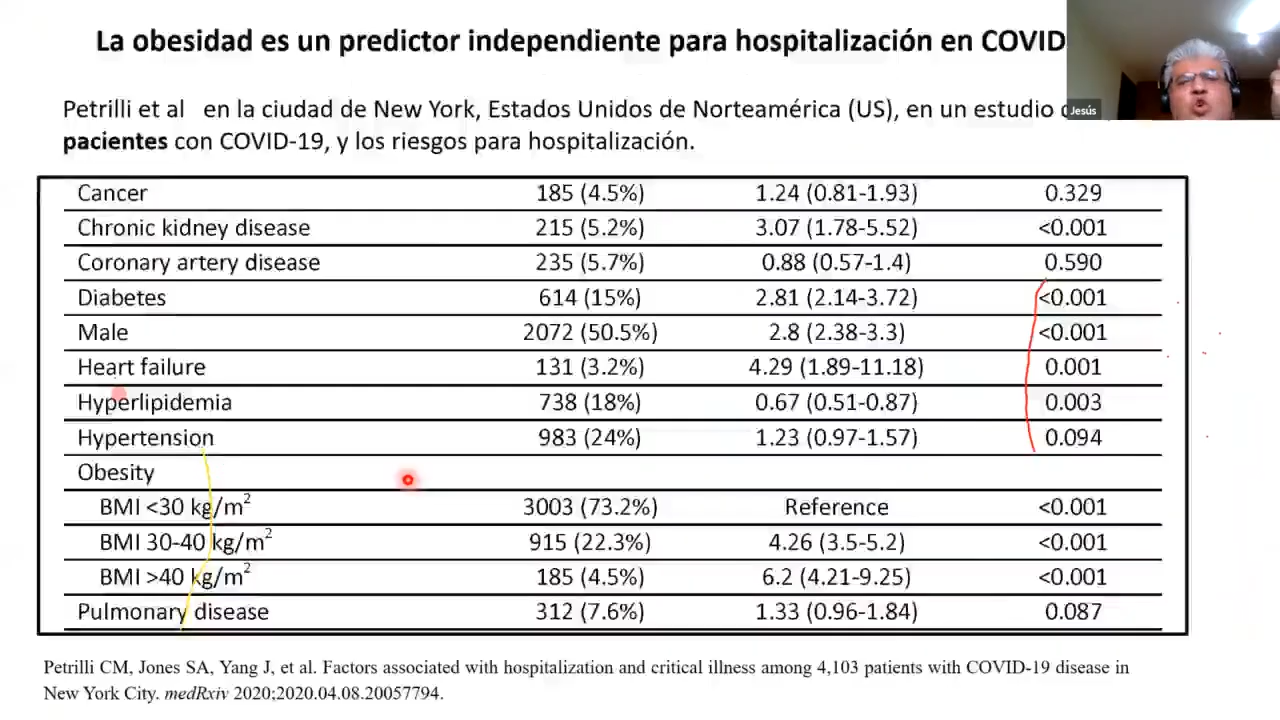 La obesidad es un predictor independiente para hospitalización en COVID
Jesús
Petrilli et al en la ciudad de New York, Estados Unidos de Norteamérica (US), en un estudio
pacientes con COVID-19, y los riesgos para hospitalización.
Cancer 185 (4.5%) 1.24 (0.81-1.93) 0.329
Chronic kidney disease 215 (5.2%) 3.07 (1.78-5.52) <0.001
Coronary artery disease 235 (5.7%) 0.88 (0.57-1.4) 0.590
Diabetes 614 (15%) 2.81 (2.14-3.72) <0.001
Male 2072 (50.5%) 2.8 (2.38-3.3) <0.001
Heart failure 131 (3.2%) 4.29 (1.89-11.18) 0.001
Hyperlipidemia 738 (18%) 0.67 (0.51-0.87) 0.003
Hypertension 983 (24%) 1.23 (0.97-1.57) 0.094
Obesity
BMI <30 kg/m² 3003 (73.2%) Reference <0.001
BMI 30-40 kg/m² 915 (22.3%) 4.26 (3.5-5.2) <0.001
BMI >40 kg/m² 185 (4.5%) 6.2 (4.21-9.25) <0.001
Pulmonary disease 312 (7.6%) 1.33 (0.96-1.84) 0.087
Petrilli CM, Jones SA, Yang J, et al. Factors associated with hospitalization and critical illness among 4,103 patients with COVID-19 disease in
New York City. medRxiv 2020;2020.04.08.20057794.